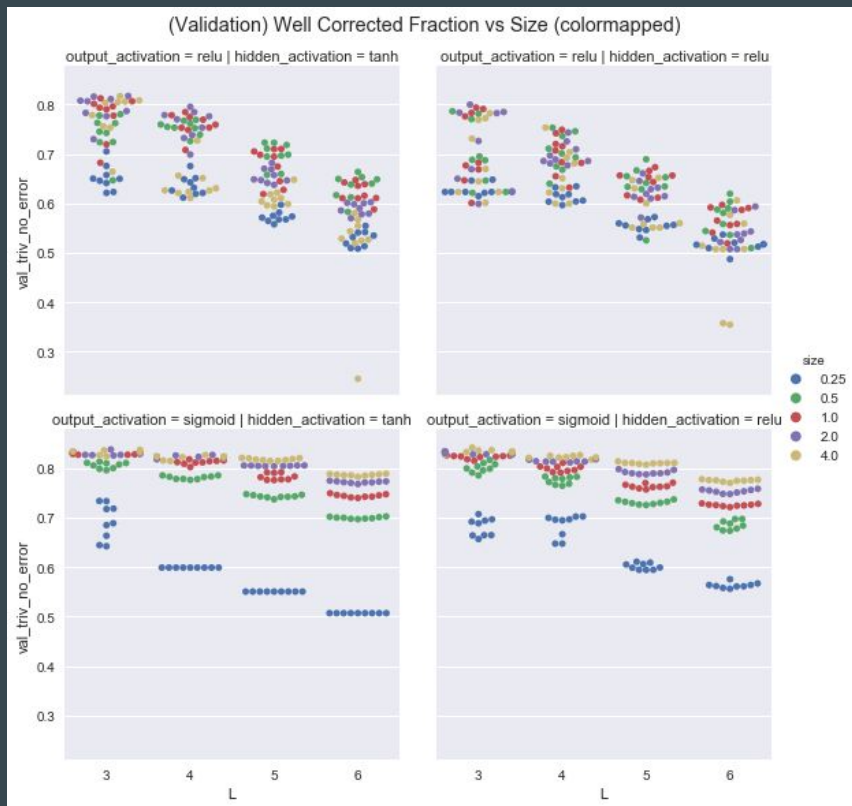 (Validation) Well Corrected Fraction vs Size (colormapped)
output_activation = relu | hidden_activation = tanh
output_activation = relu | hidden_activation = relu
0.8
0.7
0.6
0.5
0.4
0.3
val_triv_no_error
size
0.25
0.5
1.0
2.0
4.0
output_activation = sigmoid | hidden_activation = tanh
output_activation = sigmoid | hidden_activation = relu
0.8
0.7
0.6
0.5
0.4
0.3
val_triv_no_error
3 4 5 6
L
3 4 5 6
L